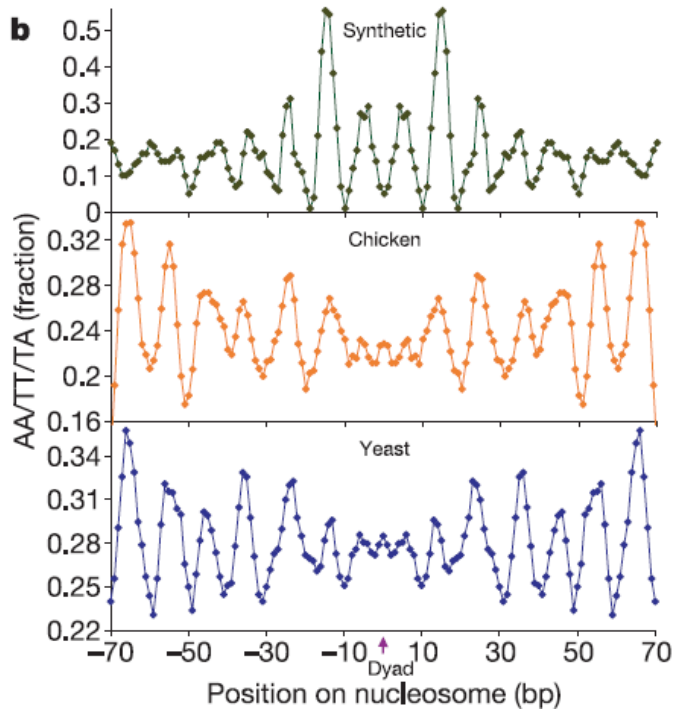 b
Synthetic
0.5
0.4
0.3
0.2
0.1
0
Chicken
0.32
0.28
0.24
0.2
0.16
Yeast
0.34
0.31
0.28
0.25
0.22
AA/TT/TA (fraction)
–70 –50 –30 –10 10 30 50 70
Dyad
Position on nucleosome (bp)